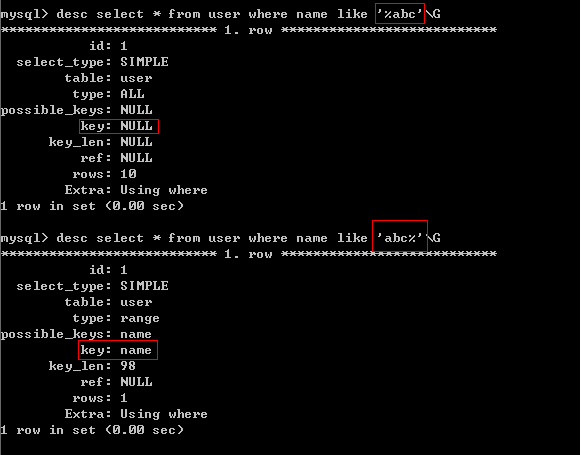 mysql> desc select * from user where name like '%abc'\G
*************************** 1. row ***************************
id: 1
select_type: SIMPLE
table: user
type: ALL
possible_keys: NULL
key: NULL
key_len: NULL
ref: NULL
rows: 10
Extra: Using where
1 row in set (0.00 sec)
mysql> desc select * from user where name like 'abc%'\G
*************************** 1. row ***************************
id: 1
select_type: SIMPLE
table: user
type: range
possible_keys: name
key: name
key_len: 98
ref: NULL
rows: 1
Extra: Using where
1 row in set (0.00 sec)